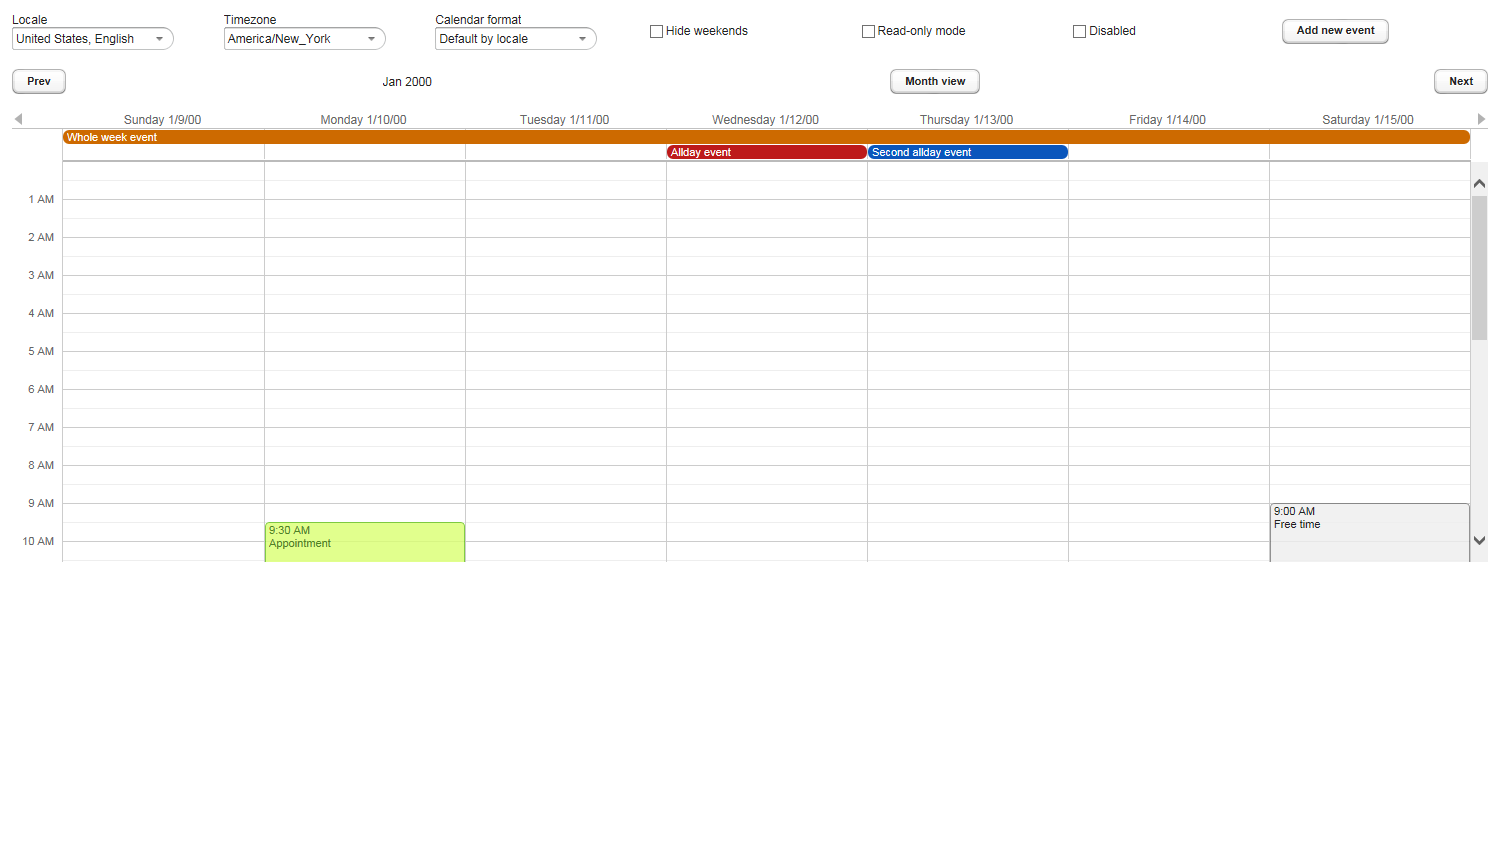 Locale
Timezone
Calendar format
United States, English
America/New_York
Default by locale
Hide weekends
Read-only mode
Disabled
Add new event
Prev
Jan 2000
Month view
Next
Sunday 1/9/00
Monday 1/10/00
Tuesday 1/11/00
Wednesday 1/12/00
Thursday 1/13/00
Friday 1/14/00
Saturday 1/15/00
Whole week event
Allday event
Second allday event
1 AM
2 AM
3 AM
4 AM
5 AM
6 AM
7 AM
8 AM
9 AM
10 AM
9:30 AM
Appointment
9:00 AM
Free time